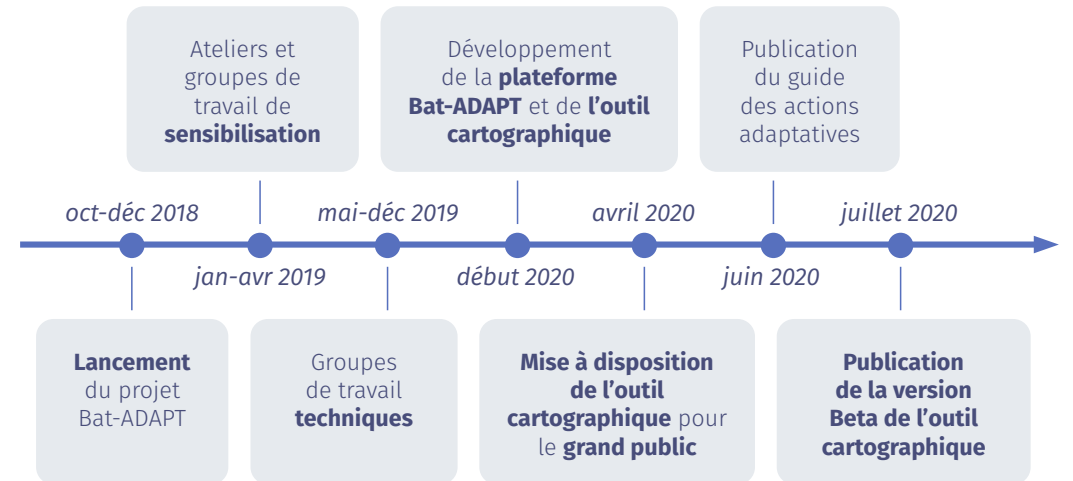 Ateliers et
groupes de
travail de
sensibilisation
Développement
de la plateforme
Bat-ADAPT et de l’outil
cartographique
Publication
du guide
des actions
adaptatives
oct-déc 2018
mai-déc 2019
avril 2020
juillet 2020
jan-avr 2019
début 2020
juin 2020
Lancement
du projet
Bat-ADAPT
Groupes
de travail
techniques
Mise à disposition
de l’outil
cartographique pour
le grand public
Publication
de la version
Beta de l’outil
cartographique